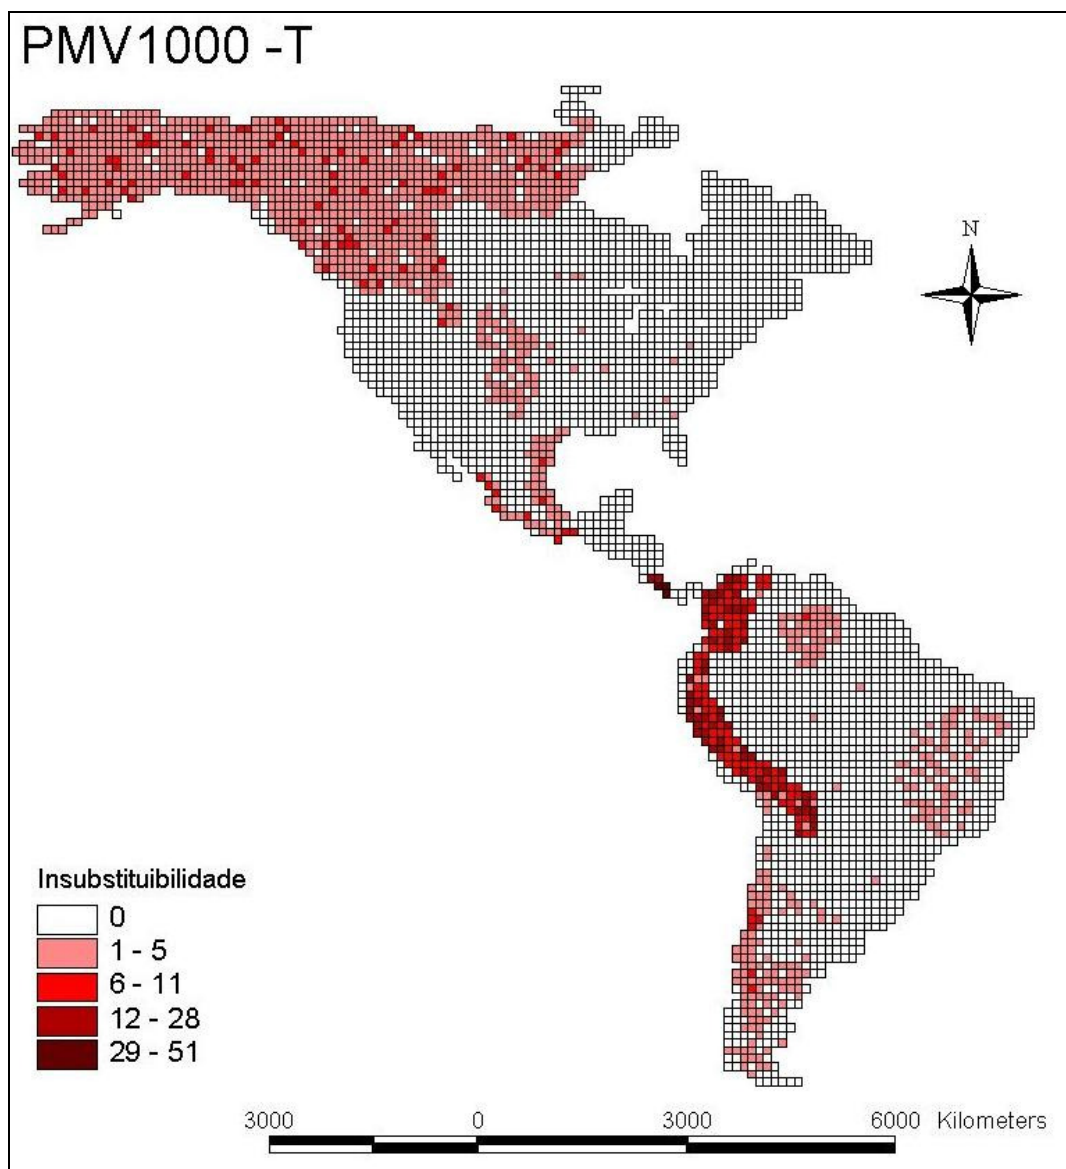 PMV1000 -T
N
Insubstituibilidade
0
1 - 5
6 - 11
12 - 28
29 - 51
3000 0 3000 6000 Kilometers